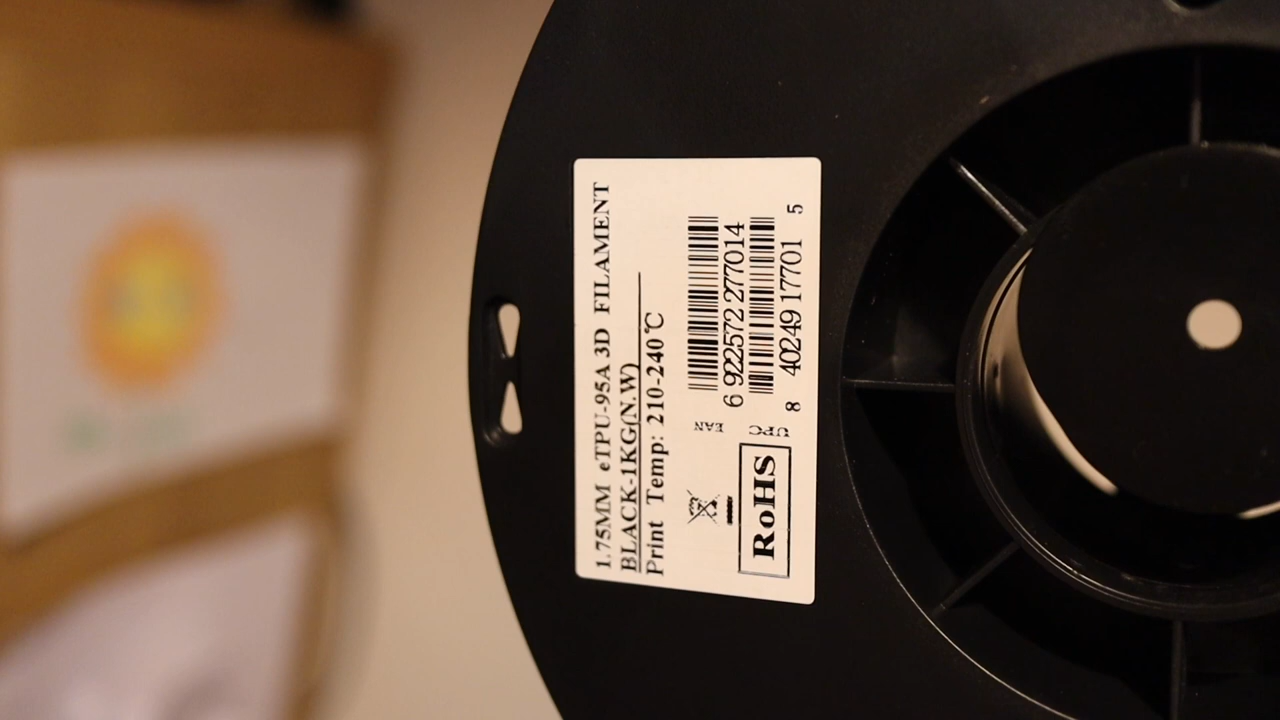 1.75MM eTPU-95A 3D FILAMENT
BLACK-1KG(N.W)
Print Temp: 210-240℃
EAN
6 922572 277014
UPC
8 40249 17701 5
RoHS